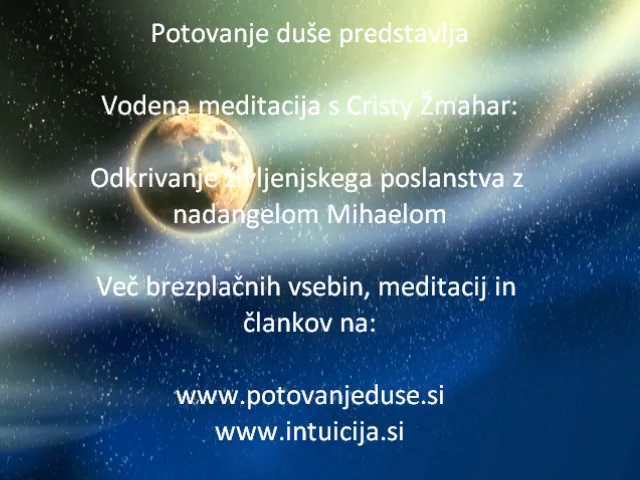 Potovanje duše predstavlja
Vodena meditacija s Cristy Žmahar:
Odkrivanje življenjskega poslanstva z
nadangelom Mihaelom
Več brezplačnih vsebin, meditacij in
člankov na:
www.potovanjeduse.si
www.intuicija.si